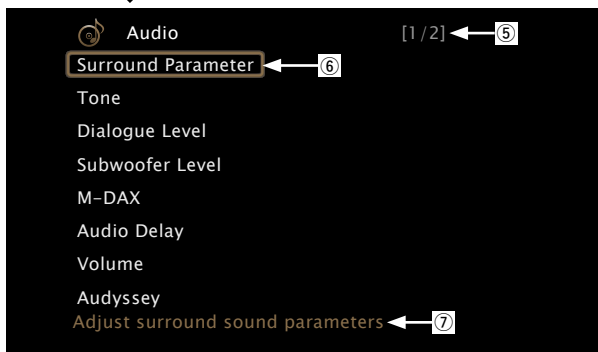 Audio [1/2] ⑤
Surround Parameter ⑥
Tone
Dialogue Level
Subwoofer Level
M-DAX
Audio Delay
Volume
Audyssey
Adjust surround sound parameters ⑦